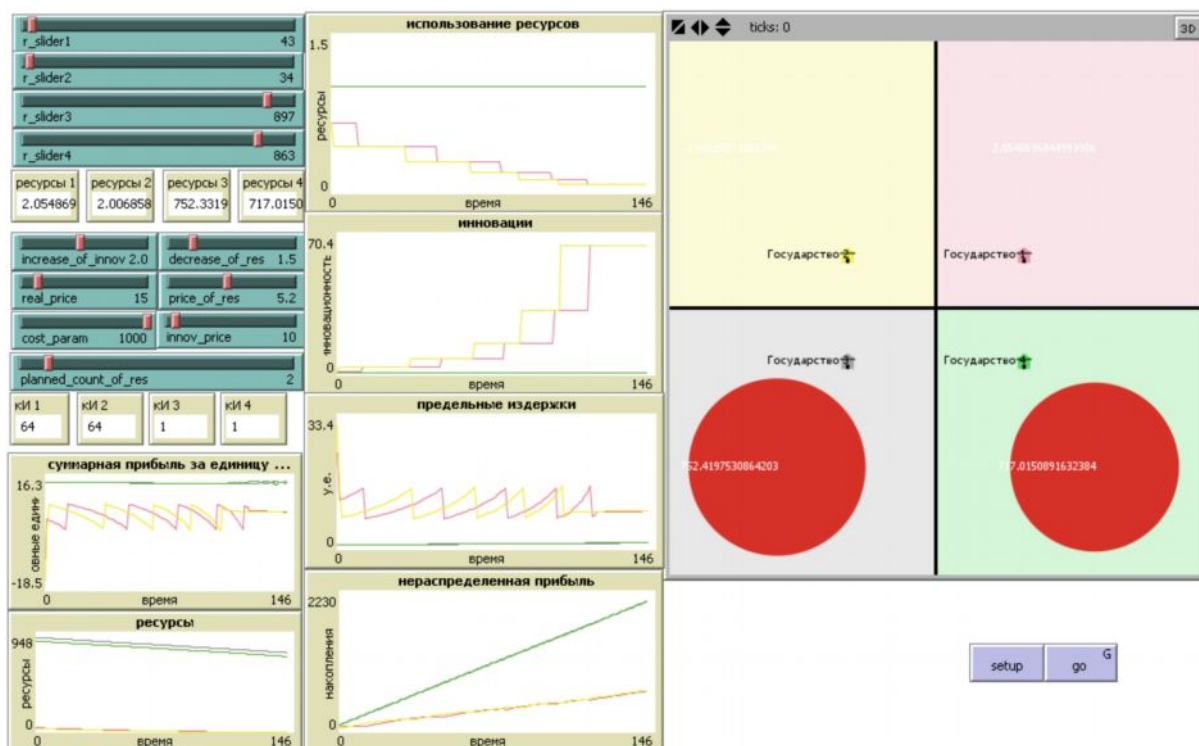 r_slider1 43
r_slider2 34
r_slider3 897
r_slider4 863
ресурсы 1 ресурсы 2 ресурсы 3 ресурсы 4
2.054869 2.006858 752.3319 717.0150
increase_of_innov 2.0 decrease_of_res 1.5
real_price 15 price_of_res 5.2
cost_param 1000 innov_price 10
planned_count_of_res 2
кИ 1 кИ 2 кИ 3 кИ 4
64 64 1 1
суммарная прибыль за единицу ...
16.3
овные един
-18.5
0 время 146
ресурсы
948
ресурсы
0
0 время 146
использование ресурсов
1.5
ресурсы
0
0 время 146
инновации
70.4
инновационность
0
0 время 146
предельные издержки
33.4
у.е.
0
0 время 146
нераспределенная прибыль
2230
накопления
0
0 время 146
ticks: 0 3D
Государство Государство
Государство Государство
752.4197530864203 717.0150891632384
setup go G